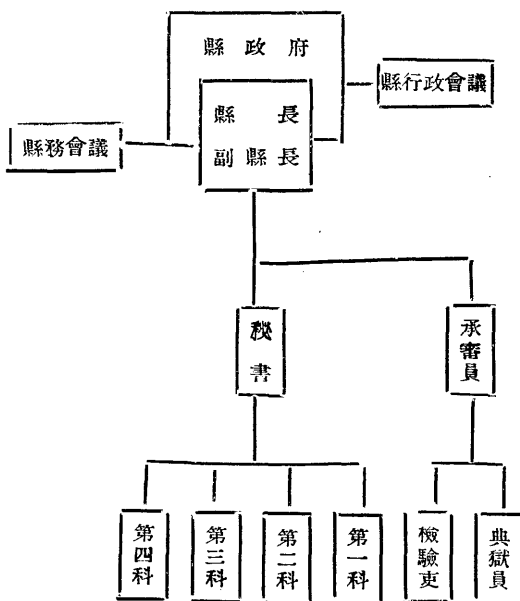 縣政府
縣行政會議
縣長
副縣長
縣務會議
秘書
承審員
第四科
第三科
第二科
第一科
檢驗吏
典獄員